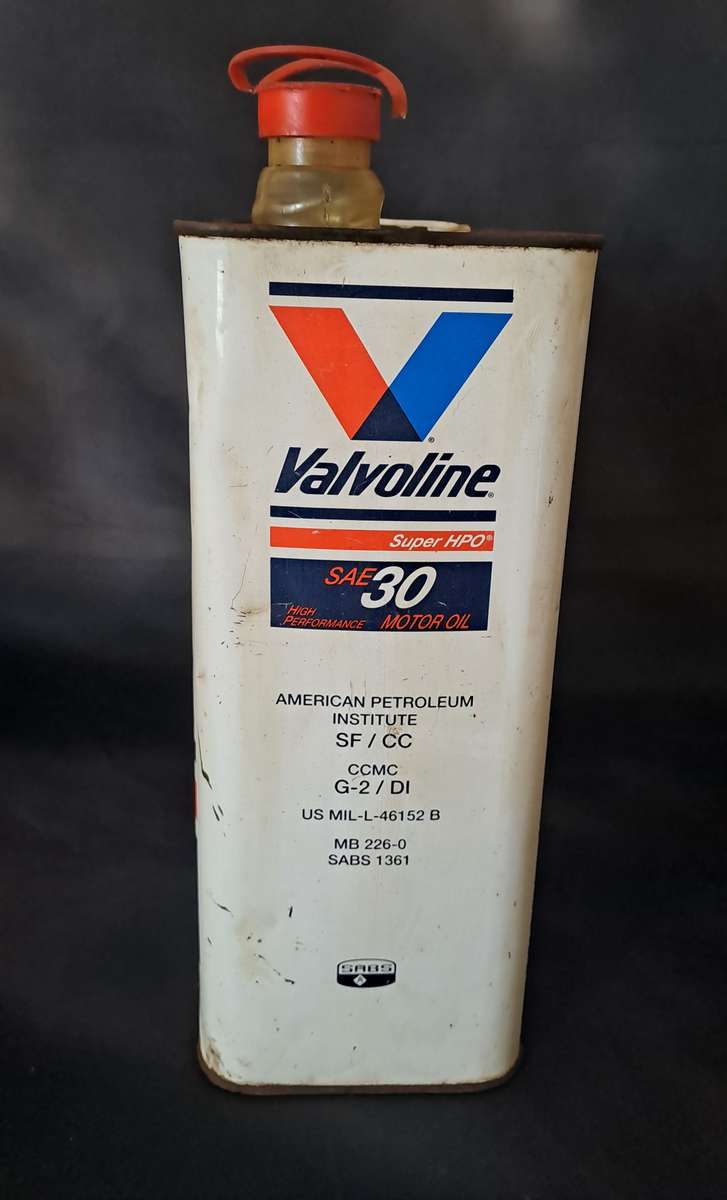 Valvoline®
Super HPO®
SAE 30
HIGH PERFORMANCE MOTOR OIL
AMERICAN PETROLEUM
INSTITUTE
SF / CC
CCMC
G-2 / DI
US MIL-L-46152 B
MB 226-0
SABS 1361
SABS